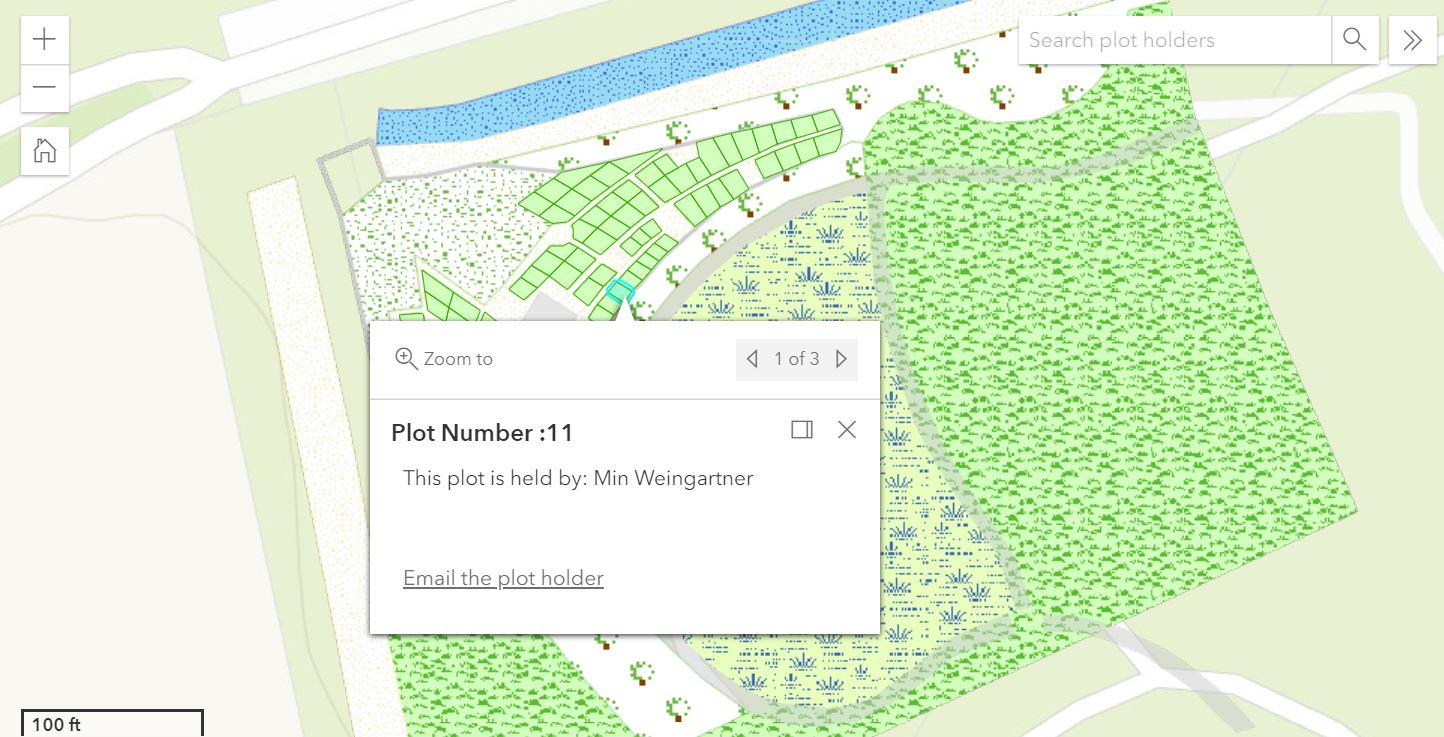 Search plot holders
Zoom to
1 of 3
Plot Number :11
This plot is held by: Min Weingartner
Email the plot holder
100 ft